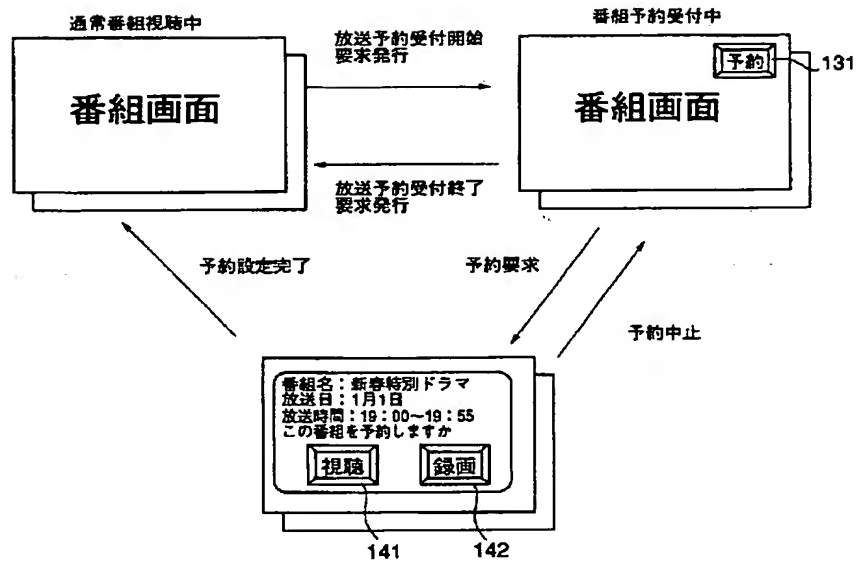 通常番組視聴中
番組画面
放送予約受付開始
要求発行
放送予約受付終了
要求発行
番組予約受付中
予約
131
番組画面
予約設定完了
予約要求
予約中止
番組名：新春特別ドラマ
放送日：1月1日
放送時間：19：00〜19：55
この番組を予約しますか
視聴
録画
141
142